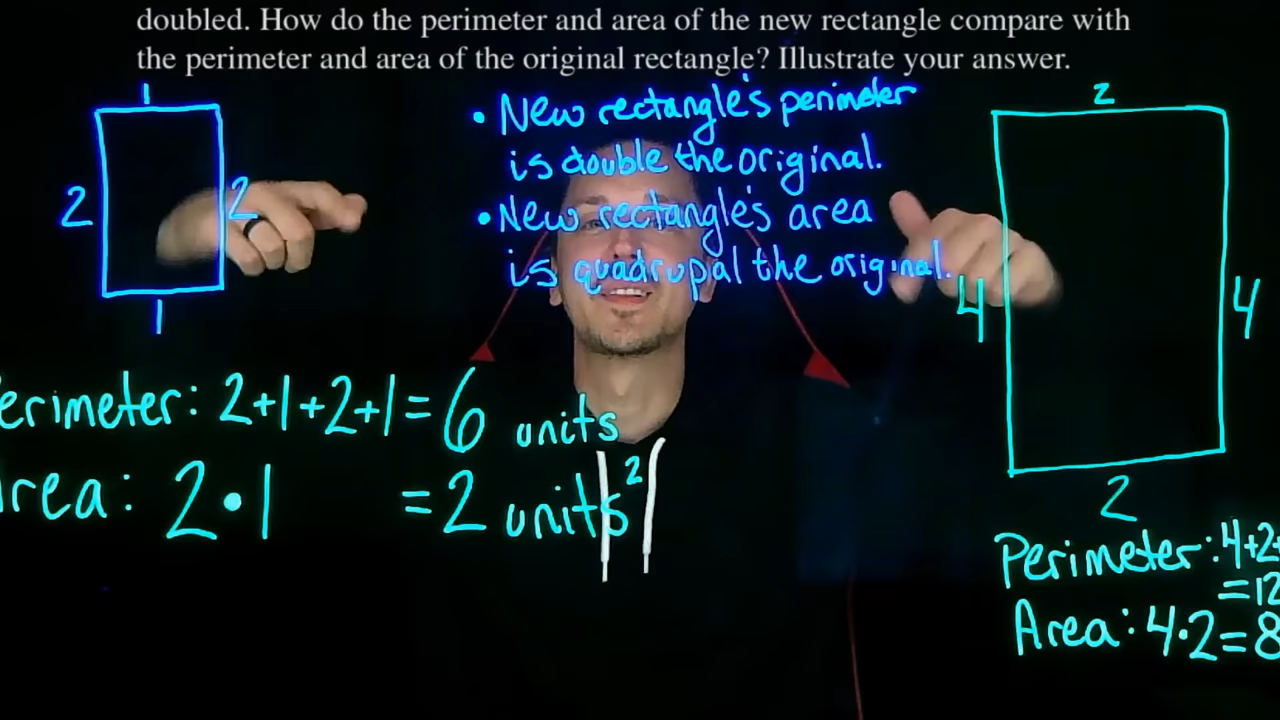 doubled. How do the perimeter and area of the new rectangle compare with
the perimeter and area of the original rectangle? Illustrate your answer.
1
2
2
1
• New rectangle's perimeter
is double the original.
• New rectangle's area
is quadrupal the original.
2
4
4
2
erimeter: 2+1+2+1 = 6 units
rea: 2•1 = 2 units²
Perimeter: 4+2+
=12
Area: 4•2=8